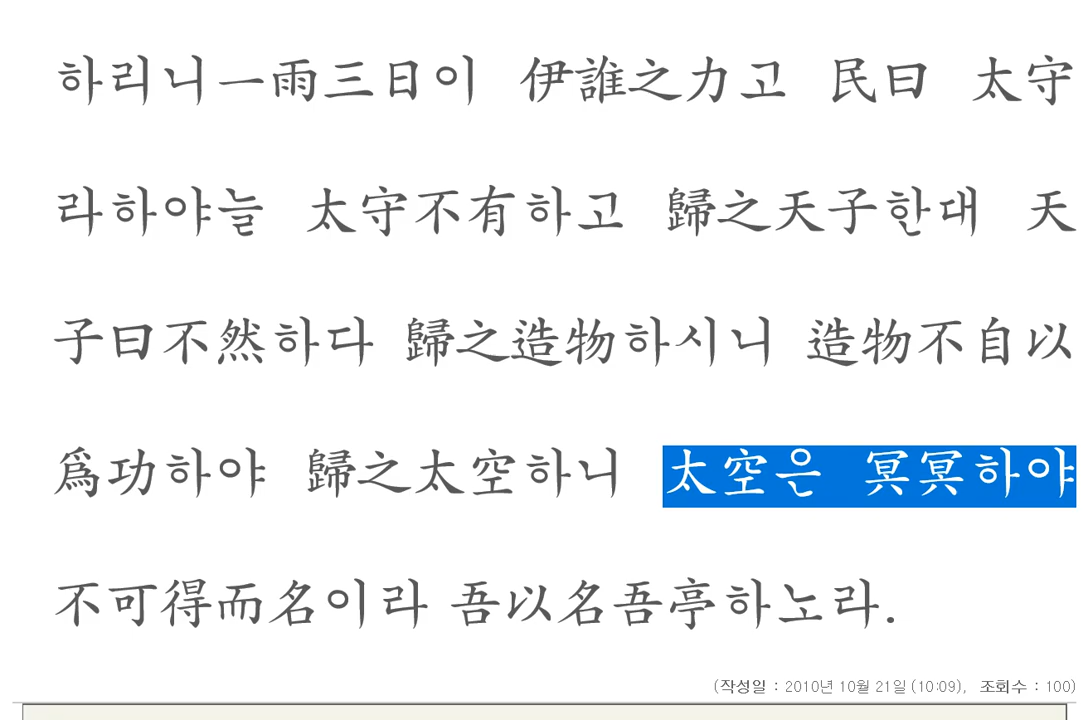 하리니一雨三日이 伊誰之力고 民曰 太守
라하야늘 太守不有하고 歸之天子한대 天
子曰不然하다 歸之造物하시니 造物不自以
爲功하야 歸之太空하니 太空은 冥冥하야
不可得而名이라 吾以名吾亭하노라.
(작성일 : 2010년 10월 21일 (10:09), 조회수 : 100)